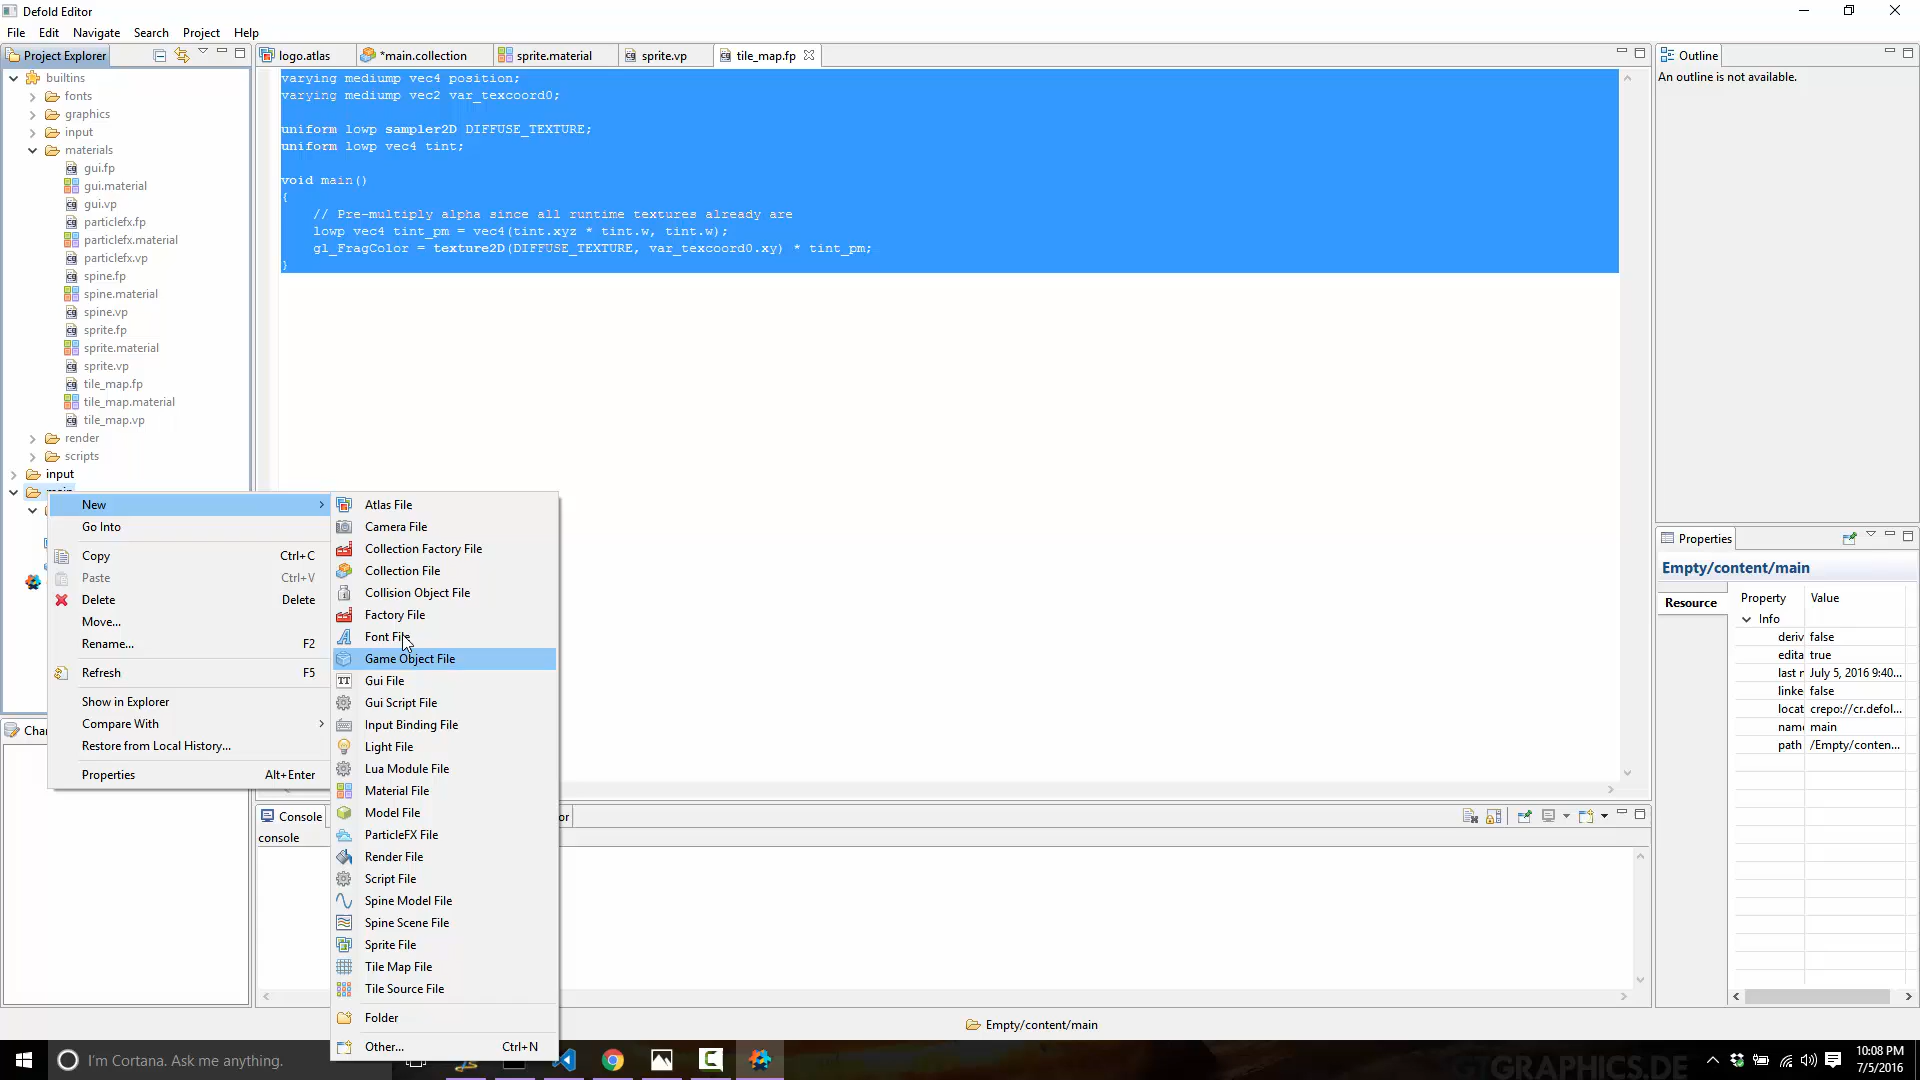 Defold Editor
File Edit Navigate Search Project Help
Project Explorer
logo.atlas
*main.collection
sprite.material
sprite.vp
tile_map.fp
Outline
An outline is not available.
builtins
fonts
graphics
input
materials
gui.fp
gui.material
gui.vp
particlefx.fp
particlefx.material
particlefx.vp
spine.fp
spine.material
spine.vp
sprite.fp
sprite.material
sprite.vp
tile_map.fp
tile_map.material
tile_map.vp
render
scripts
input
varying mediump vec4 position;
varying mediump vec2 var_texcoord0;
uniform lowp sampler2D DIFFUSE_TEXTURE;
uniform lowp vec4 tint;
void main()
{
// Pre-multiply alpha since all runtime textures already are
lowp vec4 tint_pm = vec4(tint.xyz * tint.w, tint.w);
gl_FragColor = texture2D(DIFFUSE_TEXTURE, var_texcoord0.xy) * tint_pm;
}
New
Go Into
Copy Ctrl+C
Paste Ctrl+V
Delete Delete
Move...
Rename... F2
Refresh F5
Show in Explorer
Compare With
Restore from Local History...
Properties Alt+Enter
Atlas File
Camera File
Collection Factory File
Collection File
Collision Object File
Factory File
Font File
Game Object File
Gui File
Gui Script File
Input Binding File
Light File
Lua Module File
Material File
Model File
ParticleFX File
Render File
Script File
Spine Model File
Spine Scene File
Sprite File
Tile Map File
Tile Source File
Folder
Other... Ctrl+N
Console
console
Properties
Empty/content/main
Resource
Property Value
Info
deriv false
edita true
last r July 5, 2016 9:40...
linke false
locat crepo://cr.defol...
name main
path /Empty/conten...
Empty/content/main
I'm Cortana. Ask me anything.
GTGRAPHICS.DE
10:08 PM
7/5/2016